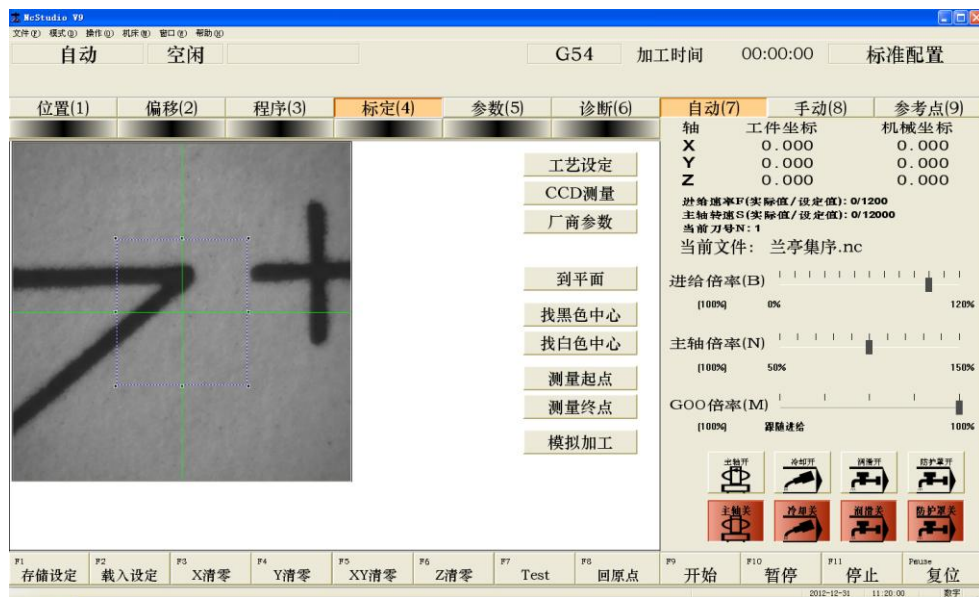 NcStudio V9
文件(F) 模式(Q) 操作(O) 机床(M) 窗口(W) 帮助(H)
自动 空闲 G54 加工时间 00:00:00 标准配置
位置(1) 偏移(2) 程序(3) 标定(4) 参数(5) 诊断(6) 自动(7) 手动(8) 参考点(9)
轴 工件坐标 机械坐标
X 0.000 0.000
Y 0.000 0.000
Z 0.000 0.000
进给速率F(实际值/设定值): 0/1200
主轴转速S(实际值/设定值): 0/12000
当前刀号N: 1
当前文件: 兰亭集序.nc
工艺设定
CCD测量
厂商参数
到平面
找黑色中心
找白色中心
测量起点
测量终点
模拟加工
进给倍率(B)
[100%] 0% 120%
主轴倍率(N)
[100%] 50% 150%
G00倍率(M)
[100%] 跟随进给 100%
主轴开 冷却开 润滑开 防护罩开
主轴关 冷却关 润滑关 防护罩关
F1 存储设定 F2 载入设定 F3 X清零 F4 Y清零 F5 XY清零 F6 Z清零 F7 Test F8 回原点 F9 开始 F10 暂停 F11 停止 Pause 复位
2012-12-31 11:20:00 数字